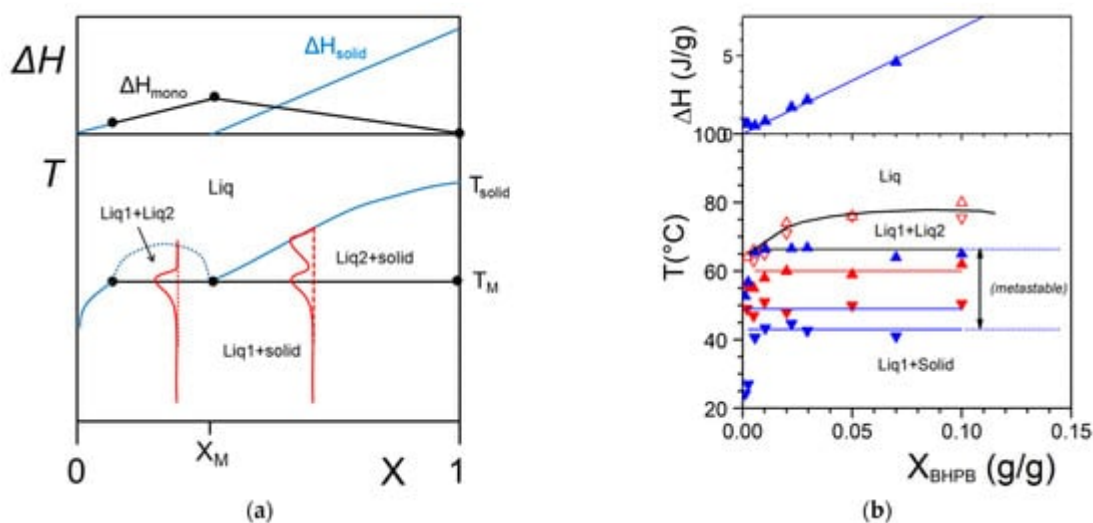 ΔH
ΔHsolid
ΔHmono
T
Liq
Tsolid
Liq1+Liq2
Liq2+solid
TM
Liq1+solid
0
XM
X
1
(a)
ΔH (J/g)
5
0
100
Liq
80
Liq1+Liq2
T(°C)
60
(metastable)
40
Liq1+Solid
20
0.00
0.05
0.10
0.15
XBHPB (g/g)
(b)